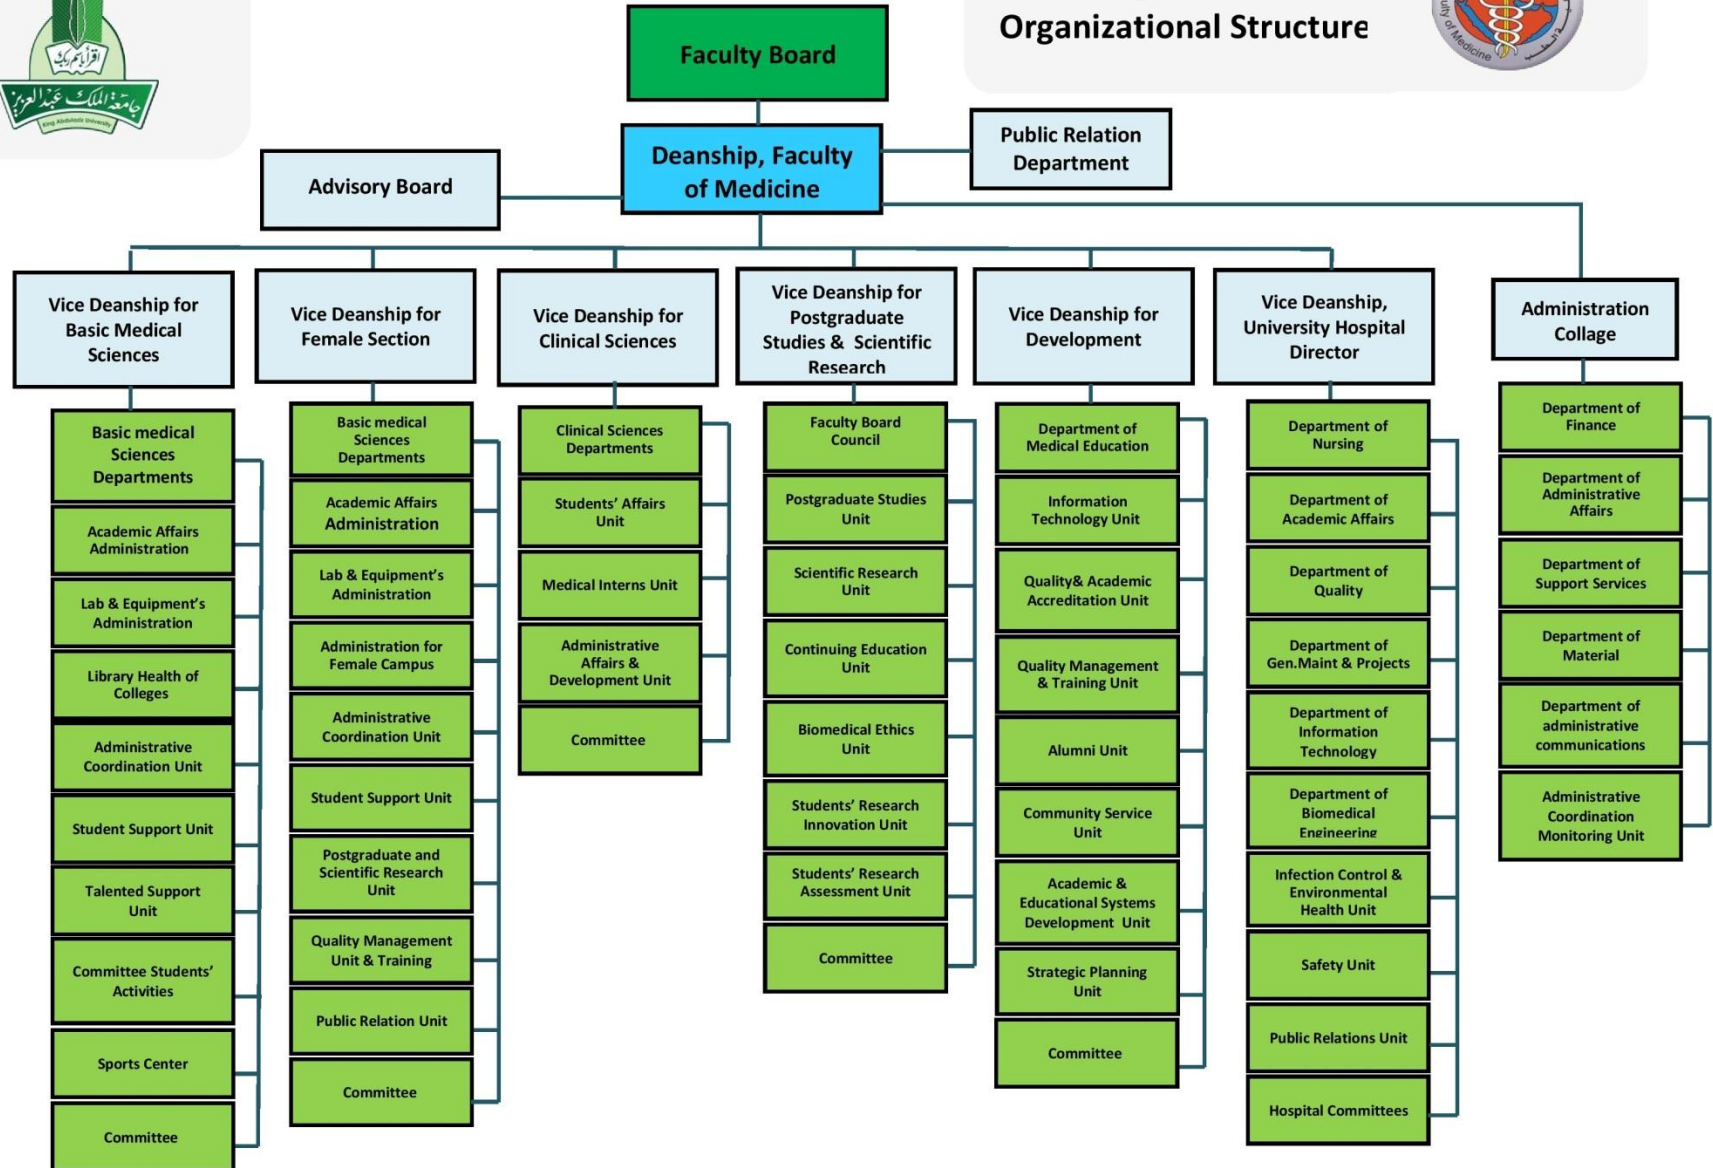 اقرأ باسم ربك
جامعة الملك عبدالعزيز
King Abdulaziz University
Organizational Structure
Faculty of Medicine
Faculty Board
Deanship, Faculty
of Medicine
Public Relation
Department
Advisory Board
Vice Deanship for
Basic Medical
Sciences
Vice Deanship for
Female Section
Vice Deanship for
Clinical Sciences
Vice Deanship for
Postgraduate
Studies & Scientific
Research
Vice Deanship for
Development
Vice Deanship,
University Hospital
Director
Administration
Collage
Basic medical
Sciences
Departments
Academic Affairs
Administration
Lab & Equipment's
Administration
Library Health of
Colleges
Administrative
Coordination Unit
Student Support Unit
Talented Support
Unit
Committee Students'
Activities
Sports Center
Committee
Basic medical
Sciences
Departments
Academic Affairs
Administration
Lab & Equipment's
Administration
Administration for
Female Campus
Administrative
Coordination Unit
Student Support Unit
Postgraduate and
Scientific Research
Unit
Quality Management
Unit & Training
Public Relation Unit
Committee
Clinical Sciences
Departments
Students' Affairs
Unit
Medical Interns Unit
Administrative
Affairs &
Development Unit
Committee
Faculty Board
Council
Postgraduate Studies
Unit
Scientific Research
Unit
Continuing Education
Unit
Biomedical Ethics
Unit
Students' Research
Innovation Unit
Students' Research
Assessment Unit
Committee
Department of
Medical Education
Information
Technology Unit
Quality& Academic
Accreditation Unit
Quality Management
& Training Unit
Alumni Unit
Community Service
Unit
Academic &
Educational Systems
Development Unit
Strategic Planning
Unit
Committee
Department of
Nursing
Department of
Academic Affairs
Department of
Quality
Department of
Gen.Maint & Projects
Department of
Information
Technology
Department of
Biomedical
Engineering
Infection Control &
Environmental
Health Unit
Safety Unit
Public Relations Unit
Hospital Committees
Department of
Finance
Department of
Administrative
Affairs
Department of
Support Services
Department of
Material
Department of
administrative
communications
Administrative
Coordination
Monitoring Unit